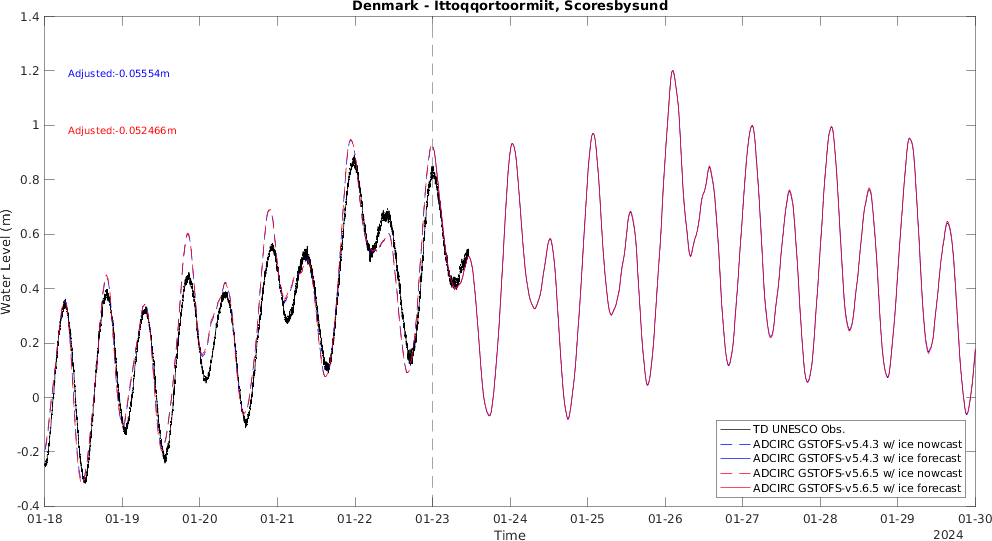 Denmark - Ittoqqortoormiit, Scoresbysund
1.4
1.2
1
0.8
0.6
0.4
0.2
0
-0.2
-0.4
Water Level (m)
Adjusted:-0.05554m
Adjusted:-0.052466m
TD UNESCO Obs.
ADCIRC GSTOFS-v5.4.3 w/ ice nowcast
ADCIRC GSTOFS-v5.4.3 w/ ice forecast
ADCIRC GSTOFS-v5.6.5 w/ ice nowcast
ADCIRC GSTOFS-v5.6.5 w/ ice forecast
01-18 01-19 01-20 01-21 01-22 01-23 01-24 01-25 01-26 01-27 01-28 01-29 01-30
Time
2024